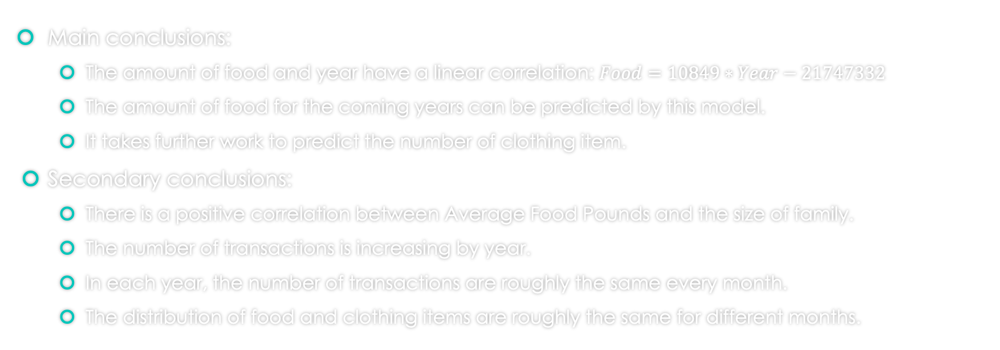 Main conclusions:
The amount of food and year have a linear correlation: Food = 10849 ∗ Year − 21747332
The amount of food for the coming years can be predicted by this model.
It takes further work to predict the number of clothing item.
Secondary conclusions:
There is a positive correlation between Average Food Pounds and the size of family.
The number of transactions is increasing by year.
In each year, the number of transactions are roughly the same every month.
The distribution of food and clothing items are roughly the same for different months.